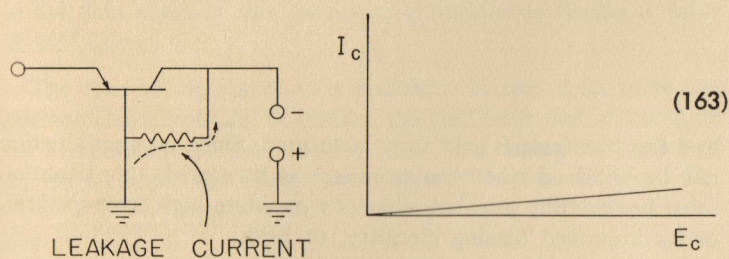 I_c
(163)
−
+
LEAKAGE CURRENT
E_c